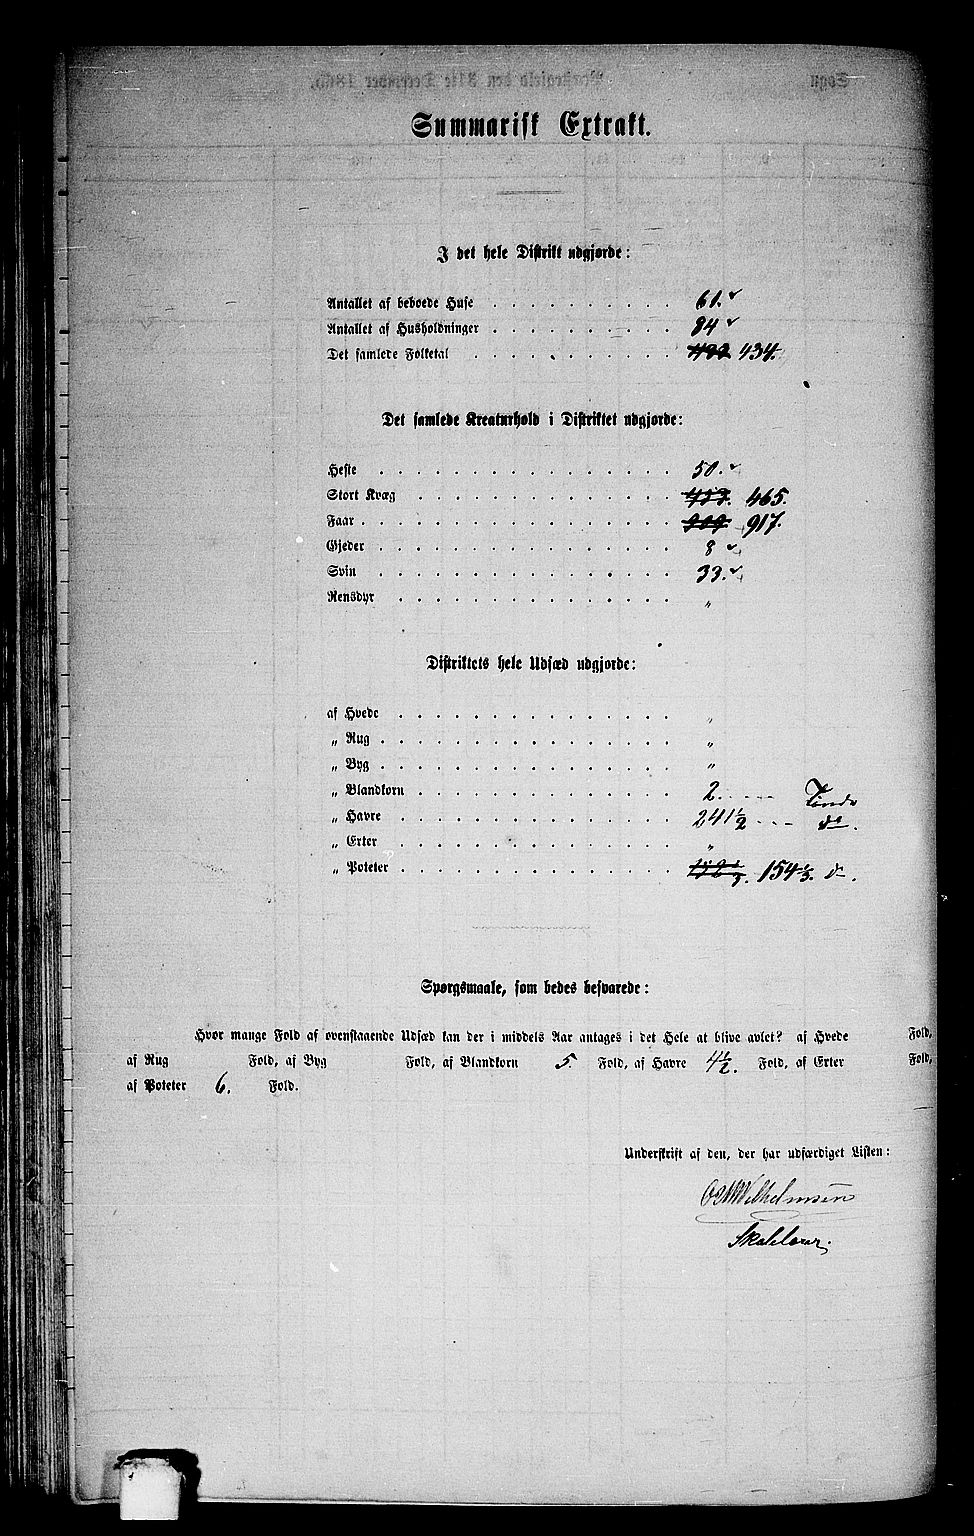 Summarisk Extrakt.
I det hele Distrikt udgjorde:
Antallet af beboede Huse . . . . . . . . . . 61.
Antallet af Husholdninger . . . . . . . . . . 84
Det samlede Folketal . . . . . . . . . . . 434.
Det samlede Kreaturhold i Distriktet udgjorde:
Heste . . . . . . . . . . . . . . . . 50.
Stort Kvæg . . . . . . . . . . . . . . 465.
Faar . . . . . . . . . . . . . . . . . 917.
Gjeder . . . . . . . . . . . . . . . . 8
Svin . . . . . . . . . . . . . . . . 33.
Rensdyr . . . . . . . . . . . . . . . "
Distriktets hele Udsæd udgjorde:
af Hvede . . . . . . . . . . . . . . . "
„ Rug . . . . . . . . . . . . . . . . "
„ Byg . . . . . . . . . . . . . . . . "
„ Blandkorn . . . . . . . . . . . . . . 2. Tønde
„ Havre . . . . . . . . . . . . . . . 241½ do.
„ Erter . . . . . . . . . . . . . . . "
„ Poteter . . . . . . . . . . . . . . . 154⅓. do.
Spørgsmaale, som bedes besvarede:
Hvor mange Fold af ovenstaaende Udsæd kan der i middels Aar antages i det Hele at blive avlet? af Hvede Fold,
af Rug Fold, af Byg Fold, af Blandkorn 5. Fold, af Havre 4½. Fold, af Erter Fold,
af Poteter 6. Fold.
Underskrift af den, der har udfærdiget Listen:
Wilhelmsen